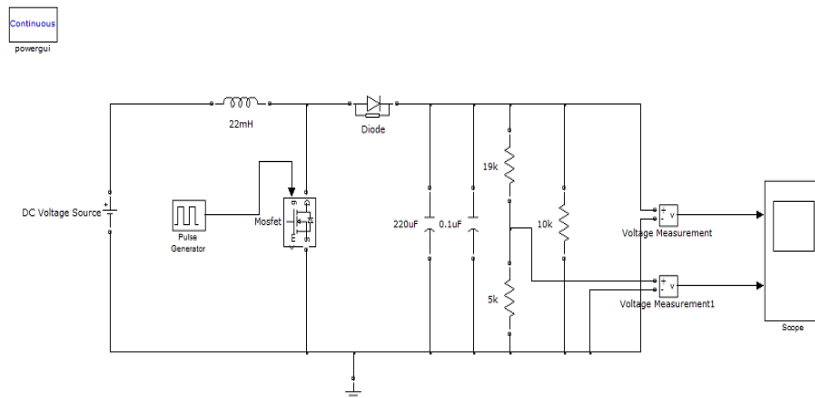 Continuous
powergui
22mH
Diode
19k
DC Voltage Source
+
Pulse
Generator
Mosfet
g
S
220uF
0.1uF
10k
+
-
v
Voltage Measurement
5k
+
-
v
Voltage Measurement1
Scope